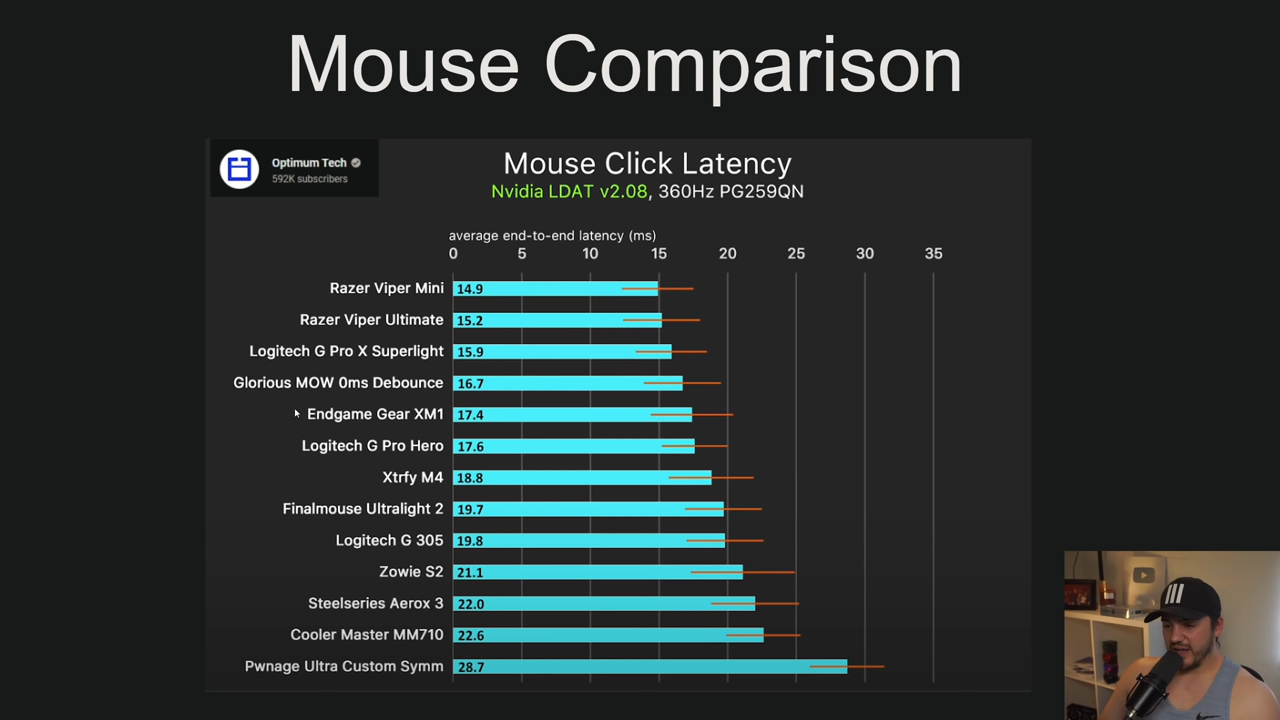 Mouse Comparison
Optimum Tech
592K subscribers
Mouse Click Latency
Nvidia LDAT v2.08, 360Hz PG259QN
average end-to-end latency (ms)
0 5 10 15 20 25 30 35
Razer Viper Mini 14.9
Razer Viper Ultimate 15.2
Logitech G Pro X Superlight 15.9
Glorious MOW 0ms Debounce 16.7
Endgame Gear XM1 17.4
Logitech G Pro Hero 17.6
Xtrfy M4 18.8
Finalmouse Ultralight 2 19.7
Logitech G 305 19.8
Zowie S2 21.1
Steelseries Aerox 3 22.0
Cooler Master MM710 22.6
Pwnage Ultra Custom Symm 28.7